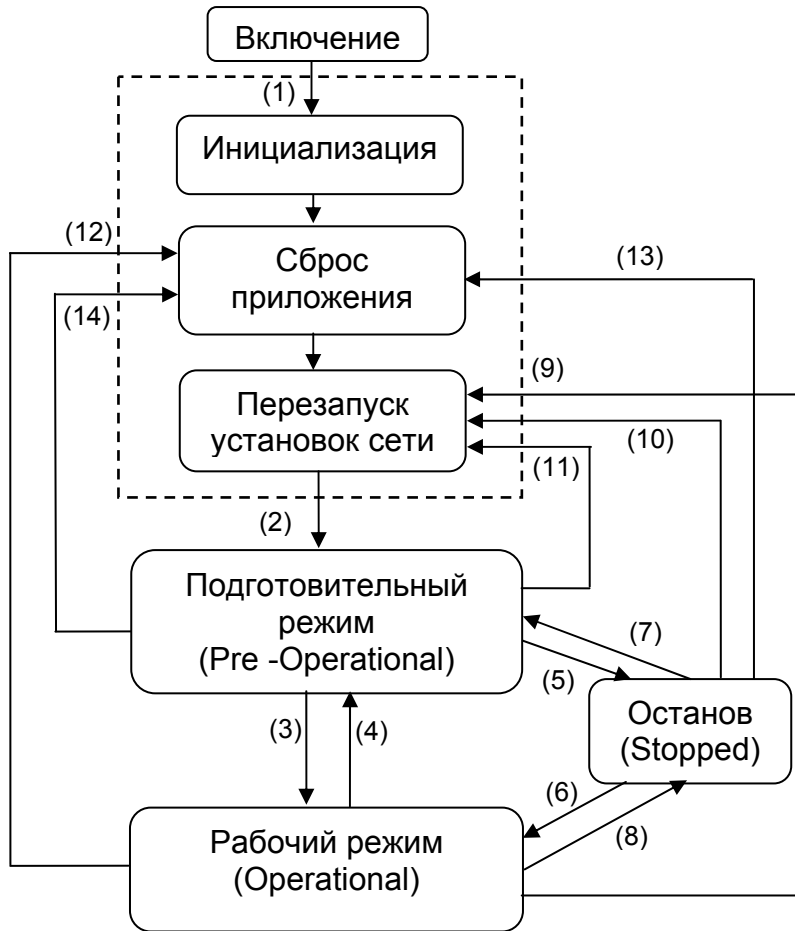 Включение
(1)
Инициализация
(12)
Сброс
приложения
(13)
(14)
Перезапуск
установок сети
(9)
(10)
(11)
(2)
Подготовительный
режим
(Pre -Operational)
(7)
(5)
Останов
(Stopped)
(3)
(4)
(6)
(8)
Рабочий режим
(Operational)